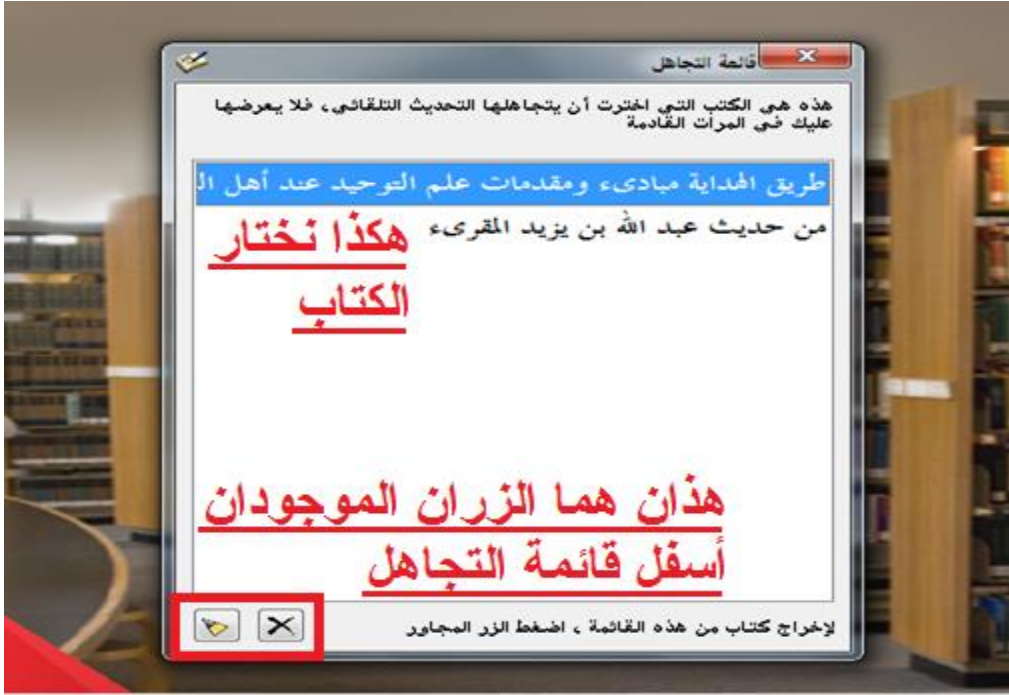 قائمة التجاهل
هذه هي الكتب التي اخترت أن يتجاهلها التحديث التلقائي، فلا يعرضها
عليك في المرات القادمة
طريق الهداية مبادىء ومقدمات علم التوحيد عند أهل ال
من حديث عبد الله بن يزيد المقرىء
هكذا نختار
الكتاب
هذان هما الزران الموجودان
أسفل قائمة التجاهل
لإخراج كتاب من هذه القائمة ، اضغط الزر المجاور